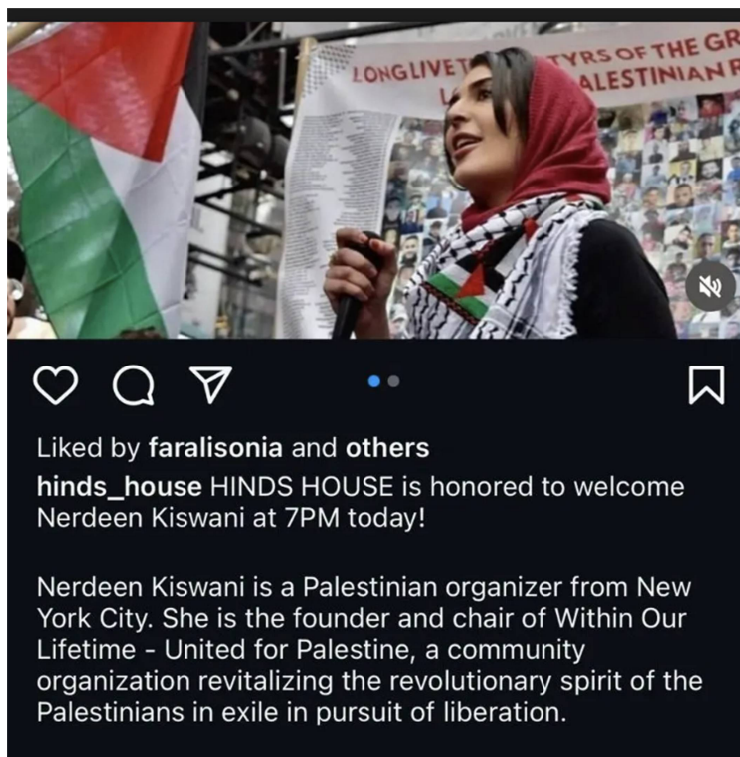 LONG LIVE T TYRS OF THE GR
L ALESTINIAN R
Liked by faralisonia and others
hinds_house HINDS HOUSE is honored to welcome
Nerdeen Kiswani at 7PM today!
Nerdeen Kiswani is a Palestinian organizer from New
York City. She is the founder and chair of Within Our
Lifetime - United for Palestine, a community
organization revitalizing the revolutionary spirit of the
Palestinians in exile in pursuit of liberation.